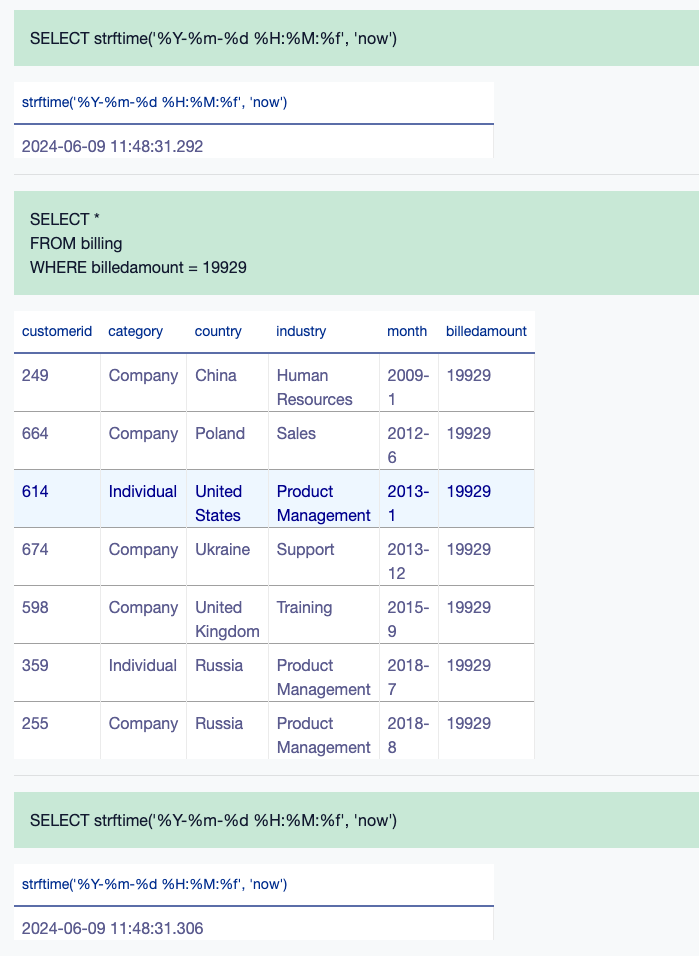 SELECT strftime('%Y-%m-%d %H:%M:%f', 'now')
strftime('%Y-%m-%d %H:%M:%f', 'now')
2024-06-09 11:48:31.292
SELECT *
FROM billing
WHERE billedamount = 19929
customerid category country industry month billedamount
249 Company China Human 2009- 19929
Resources 1
664 Company Poland Sales 2012- 19929
6
614 Individual United Product 2013- 19929
States Management 1
674 Company Ukraine Support 2013- 19929
12
598 Company United Training 2015- 19929
Kingdom 9
359 Individual Russia Product 2018- 19929
Management 7
255 Company Russia Product 2018- 19929
Management 8
SELECT strftime('%Y-%m-%d %H:%M:%f', 'now')
strftime('%Y-%m-%d %H:%M:%f', 'now')
2024-06-09 11:48:31.306